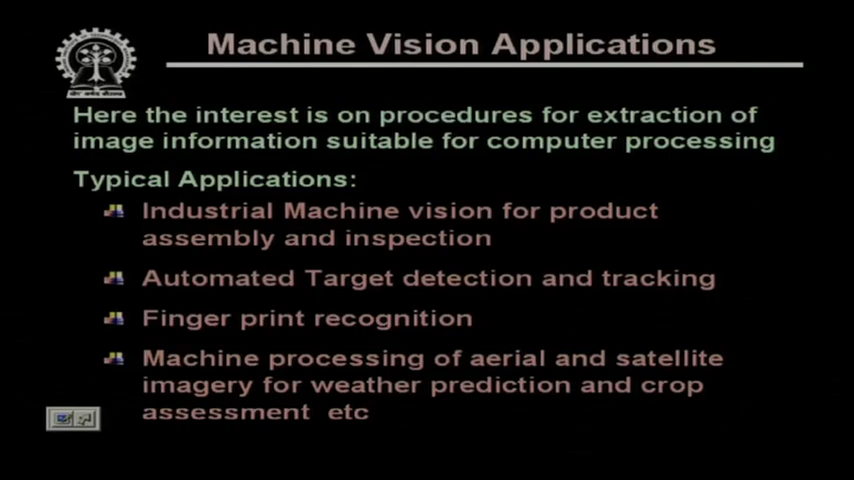 Machine Vision Applications
Here the interest is on procedures for extraction of
image information suitable for computer processing
Typical Applications:
Industrial Machine vision for product
assembly and inspection
Automated Target detection and tracking
Finger print recognition
Machine processing of aerial and satellite
imagery for weather prediction and crop
assessment etc